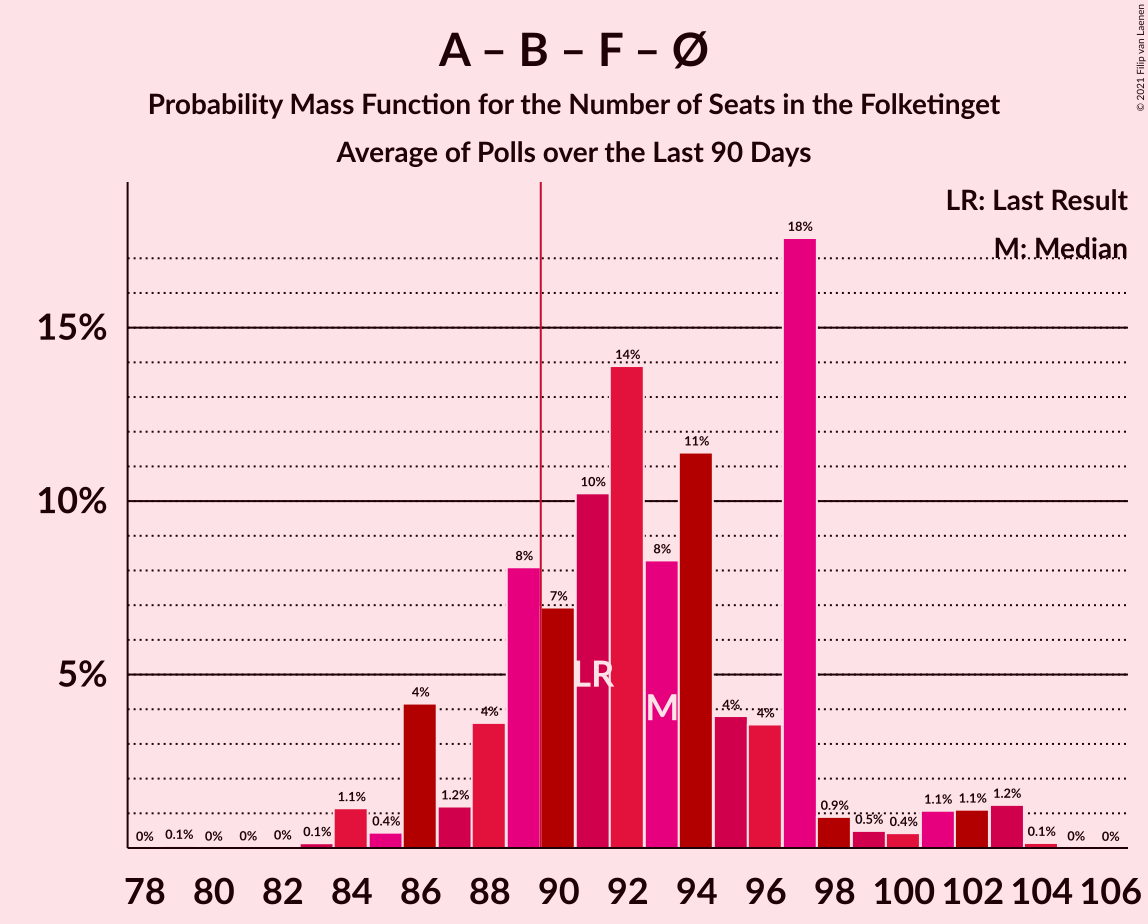 A – B – F – Ø
Probability Mass Function for the Number of Seats in the Folketinget
Average of Polls over the Last 90 Days
© 2021 Filip van Laenen
LR: Last Result
M: Median
15%
10%
5%
0% 0.1% 0% 0% 0% 0.1% 1.1% 0.4% 4% 1.2% 4% 8% 7% 10% 14% 8% 11% 4% 4% 18% 0.9% 0.5% 0.4% 1.1% 1.1% 1.2% 0.1% 0% 0%
LR
M
78 80 82 84 86 88 90 92 94 96 98 100 102 104 106